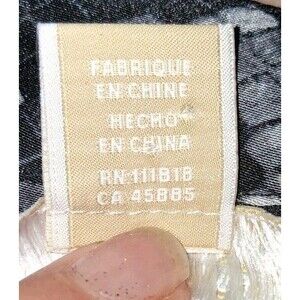 FABRIQUE
EN CHINE
HECHO
EN CHINA
RN 111818
CA 45885